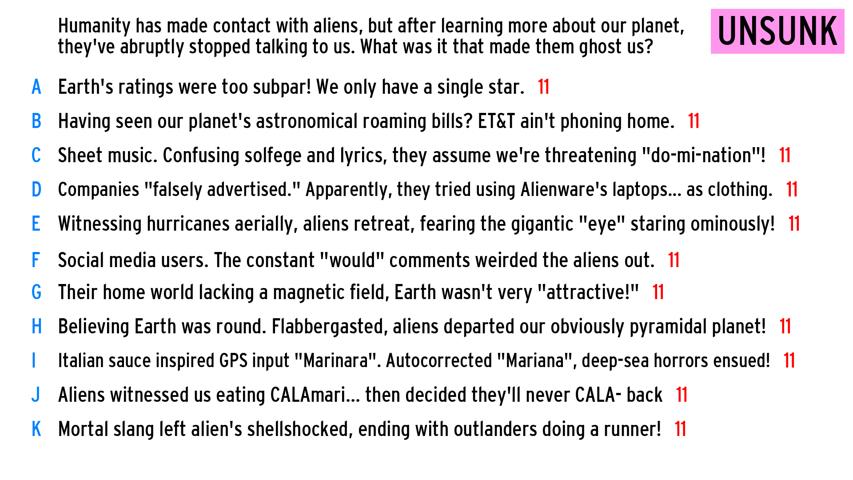 Humanity has made contact with aliens, but after learning more about our planet,
they've abruptly stopped talking to us. What was it that made them ghost us?
UNSUNK
A Earth's ratings were too subpar! We only have a single star. 11
B Having seen our planet's astronomical roaming bills? ET&T ain't phoning home. 11
C Sheet music. Confusing solfege and lyrics, they assume we're threatening "do-mi-nation"! 11
D Companies "falsely advertised." Apparently, they tried using Alienware's laptops... as clothing. 11
E Witnessing hurricanes aerially, aliens retreat, fearing the gigantic "eye" staring ominously! 11
F Social media users. The constant "would" comments weirded the aliens out. 11
G Their home world lacking a magnetic field, Earth wasn't very "attractive!" 11
H Believing Earth was round. Flabbergasted, aliens departed our obviously pyramidal planet! 11
I Italian sauce inspired GPS input "Marinara". Autocorrected "Mariana", deep-sea horrors ensued! 11
J Aliens witnessed us eating CALAmari... then decided they'll never CALA- back 11
K Mortal slang left alien's shellshocked, ending with outlanders doing a runner! 11